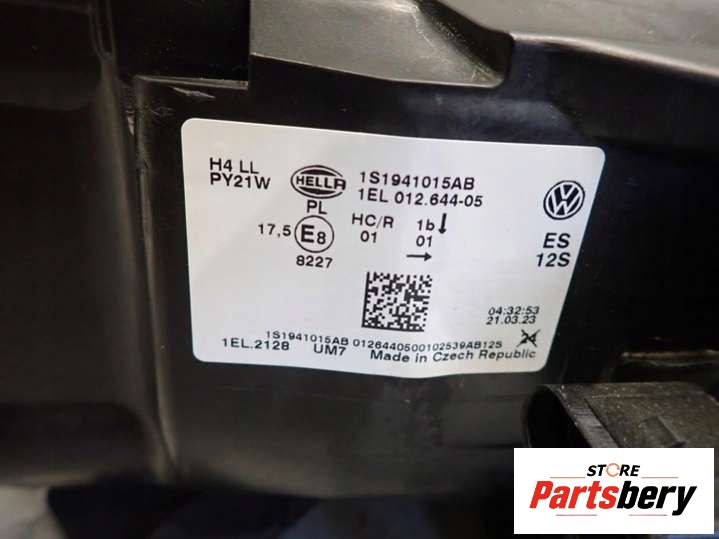 H4 LL
PY21W
HELLA
1S1941015AB
1EL 012.644-05
PL
HC/R 1b↓
17,5 E8 01 01
8227 →
ES
12S
04:32:53
21.03.23
1S1941015AB 0126440500102539AB12S
1EL.2128 UM7 Made in Czech Republic
STORE
Partsbery